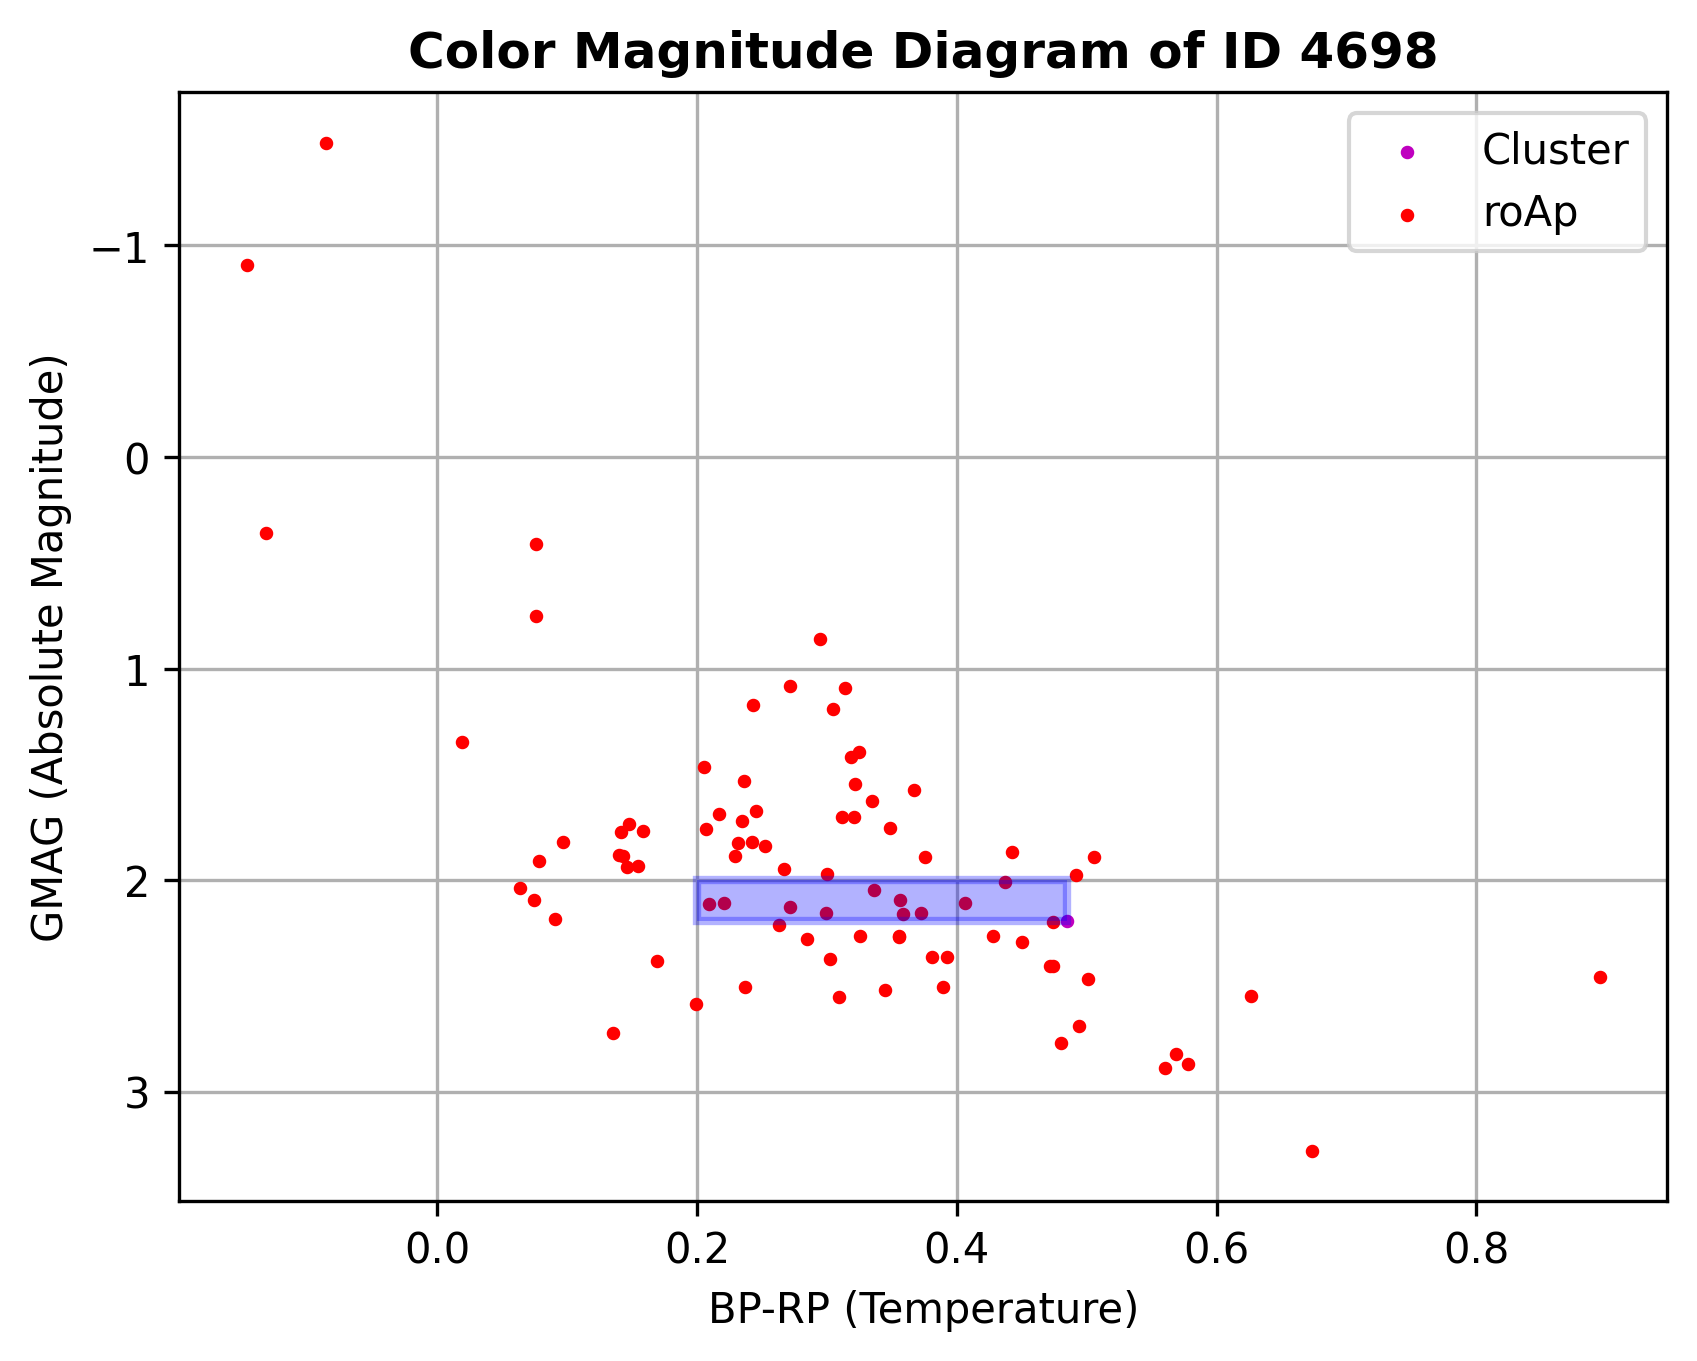 Color Magnitude Diagram of ID 4698
Cluster
roAp
GMAG (Absolute Magnitude)
−1
0
1
2
3
0.0 0.2 0.4 0.6 0.8
BP-RP (Temperature)